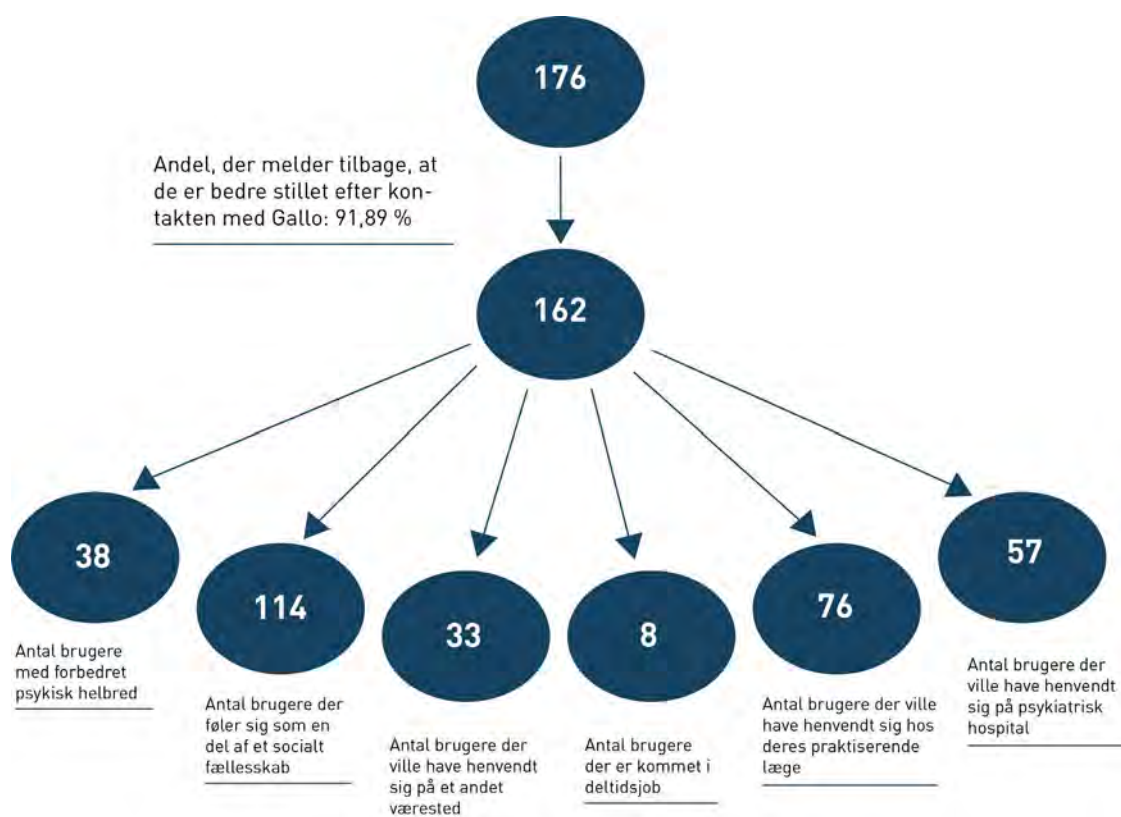 176
Andel, der melder tilbage, at
de er bedre stillet efter kon-
takten med Gallo: 91,89 %
162
38
Antal brugere
med forbedret
psykisk helbred
114
Antal brugere der
føler sig som en
del af et socialt
fællesskab
33
Antal brugere der
ville have henvendt
sig på et andet
værested
8
Antal brugere
der er kommet i
deltidsjob
76
Antal brugere der ville
have henvendt sig hos
deres praktiserende
læge
57
Antal brugere der
ville have henvendt
sig på psykiatrisk
hospital